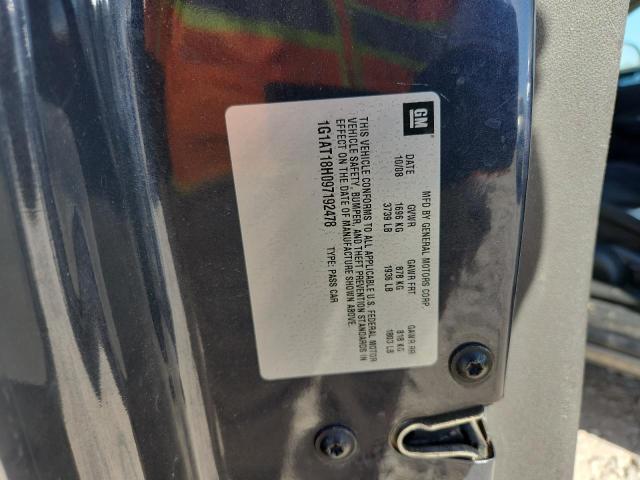 GM
MFD BY GENERAL MOTORS CORP
DATE GVWR GAWR FRT GAWR RR
10/08 1696 KG 878 KG 818 KG
3739 LB 1936 LB 1803 LB
THIS VEHICLE CONFORMS TO ALL APPLICABLE U.S. FEDERAL MOTOR
VEHICLE SAFETY, BUMPER, AND THEFT PREVENTION STANDARDS IN
EFFECT ON THE DATE OF MANUFACTURE SHOWN ABOVE.
1G1AT18H097192478 TYPE: PASS CAR